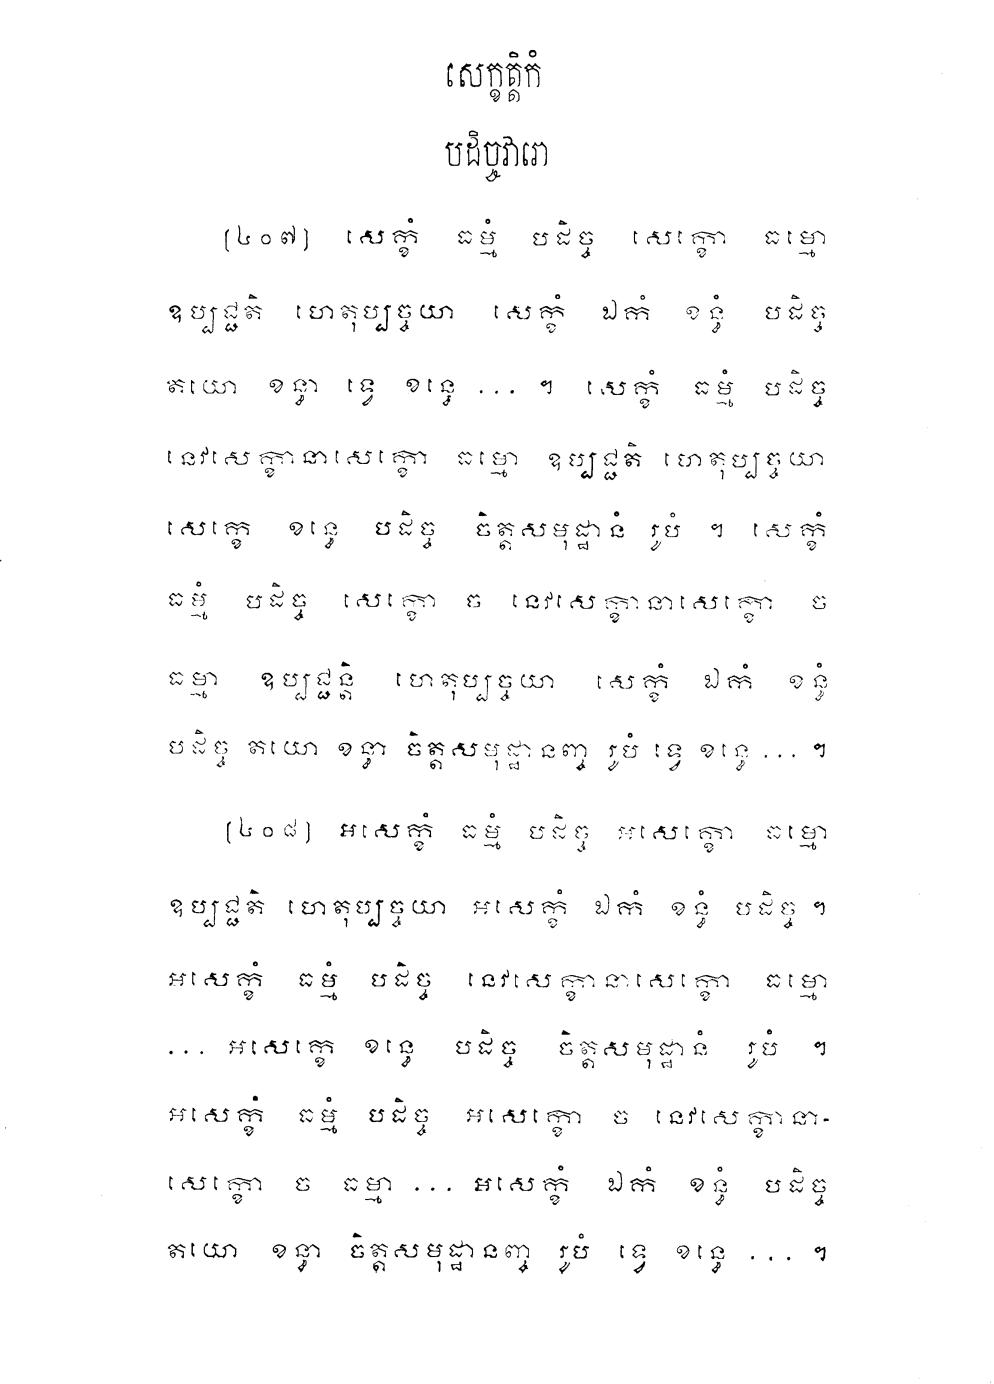 សេក្ខត្តិកំ
បដិច្ចវារោ
(៤០៧) សេក្ខំ ធម្មំ បដិច្ច សេក្ខោ ធម្មោ
ឧប្បជ្ជតិ ហេតុប្បច្ចយា សេក្ខំ ឯកំ ខន្ធំ បដិច្ច
តយោ ខន្ធា ទ្វេ ខន្ធេ ... ។ សេក្ខំ ធម្មំ បដិច្ច
នេវសេក្ខានាសេក្ខោ ធម្មោ ឧប្បជ្ជតិ ហេតុប្បច្ចយា
សេក្ខេ ខន្ធេ បដិច្ច ចិត្តសមុដ្ឋានំ រូបំ ។ សេក្ខំ
ធម្មំ បដិច្ច សេក្ខោ ច នេវសេក្ខានាសេក្ខោ ច
ធម្មា ឧប្បជ្ជន្តិ ហេតុប្បច្ចយា សេក្ខំ ឯកំ ខន្ធំ
បដិច្ច តយោ ខន្ធា ចិត្តសមុដ្ឋានញ្ច រូបំ ទ្វេ ខន្ធេ ... ។
(៤០៨) អសេក្ខំ ធម្មំ បដិច្ច អសេក្ខោ ធម្មោ
ឧប្បជ្ជតិ ហេតុប្បច្ចយា អសេក្ខំ ឯកំ ខន្ធំ បដិច្ច ។
អសេក្ខំ ធម្មំ បដិច្ច នេវសេក្ខានាសេក្ខោ ធម្មោ
... អសេក្ខេ ខន្ធេ បដិច្ច ចិត្តសមុដ្ឋានំ រូបំ ។
អសេក្ខំ ធម្មំ បដិច្ច អសេក្ខោ ច នេវសេក្ខានា-
សេក្ខោ ច ធម្មា ... អសេក្ខំ ឯកំ ខន្ធំ បដិច្ច
តយោ ខន្ធា ចិត្តសមុដ្ឋានញ្ច រូបំ ទ្វេ ខន្ធេ ... ។